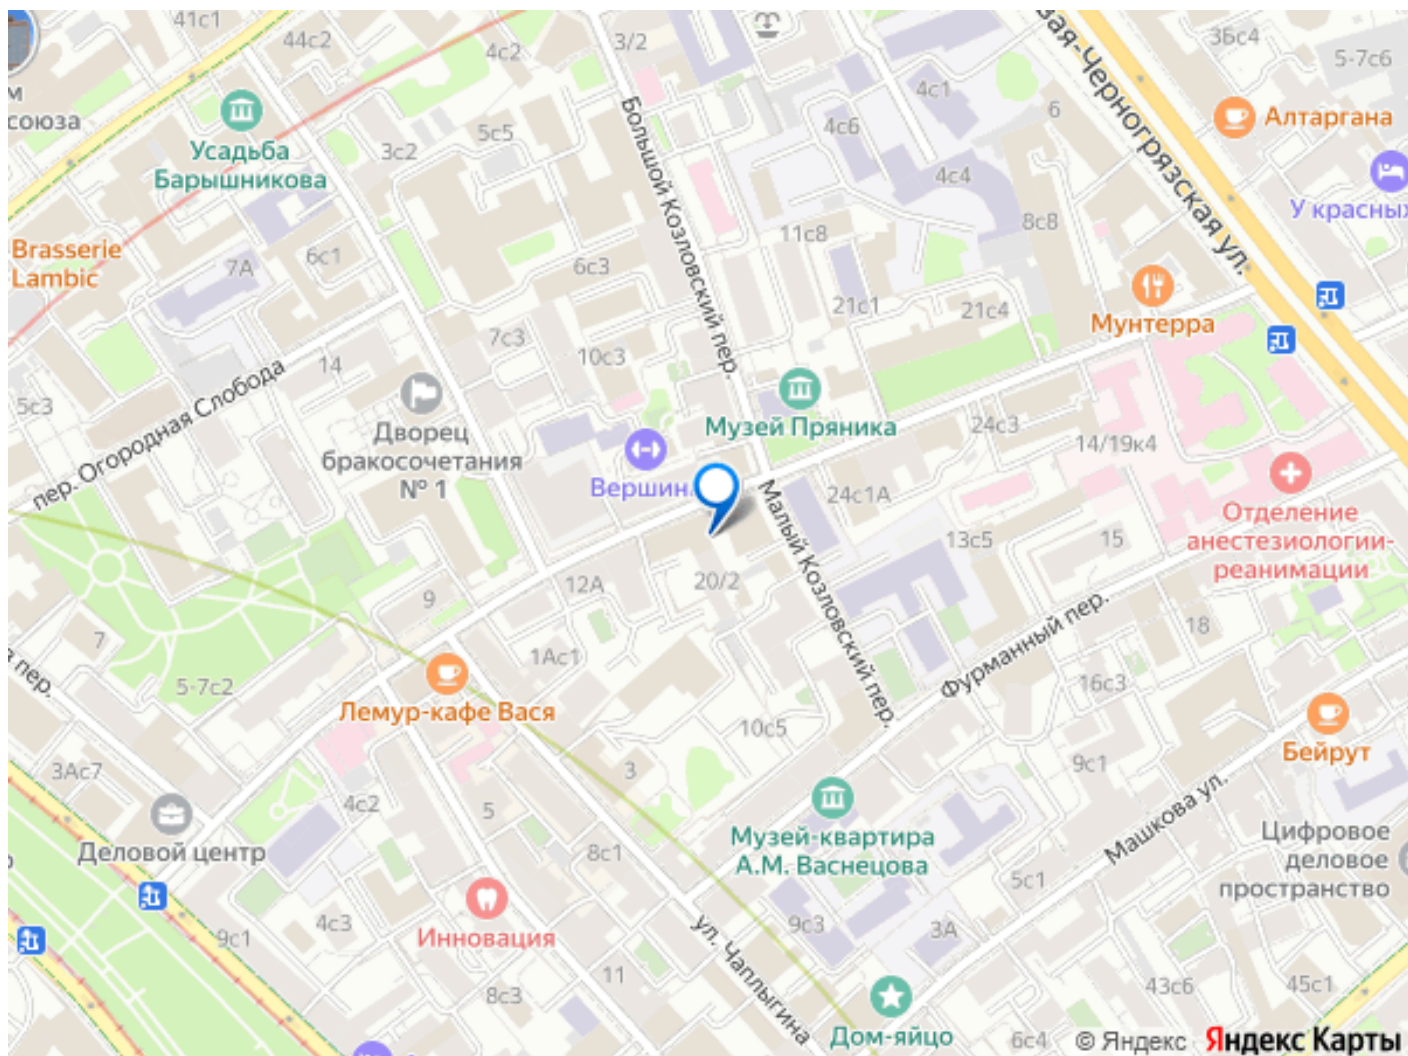 41с1
44с2
4с2
3/2
36с4
5-7с6
вая-Черногрязская ул.
м
союза
Усадьба
Барышникова
3с2
5с5
Большой Козловский пер.
4с1
4с6
6
Алтаргана
4с4
У красных
8с8
11с8
Brasserie
Lambic
7А
6с1
6с3
21с1
21с4
Мунтерра
7с3
10с3
14
5с3
пер. Огородная Слобода
Дворец
бракосочетания
№ 1
Музей Пряника
24с3
14/19к4
Вершина
24с1А
Малый Козловский пер.
Отделение
анестезиологии-
реанимации
13с5
15
12А
20/2
9
7
а пер.
1Ас1
5-7с2
Фурманный пер.
18
16с3
Лемур-кафе Вася
10с5
Бейрут
9с1
3Ас7
3
4с2
5
Музей-квартира
А.М. Васнецова
Машкова ул.
Деловой центр
8с1
Цифровое
деловое
пространство
5с1
4с3
9с1
Инновация
9с3
3А
ул. Чаплыгина
11
8с3
43с6
45с1
Дом-яйцо
6с4
© Яндекс
Яндекс Карты